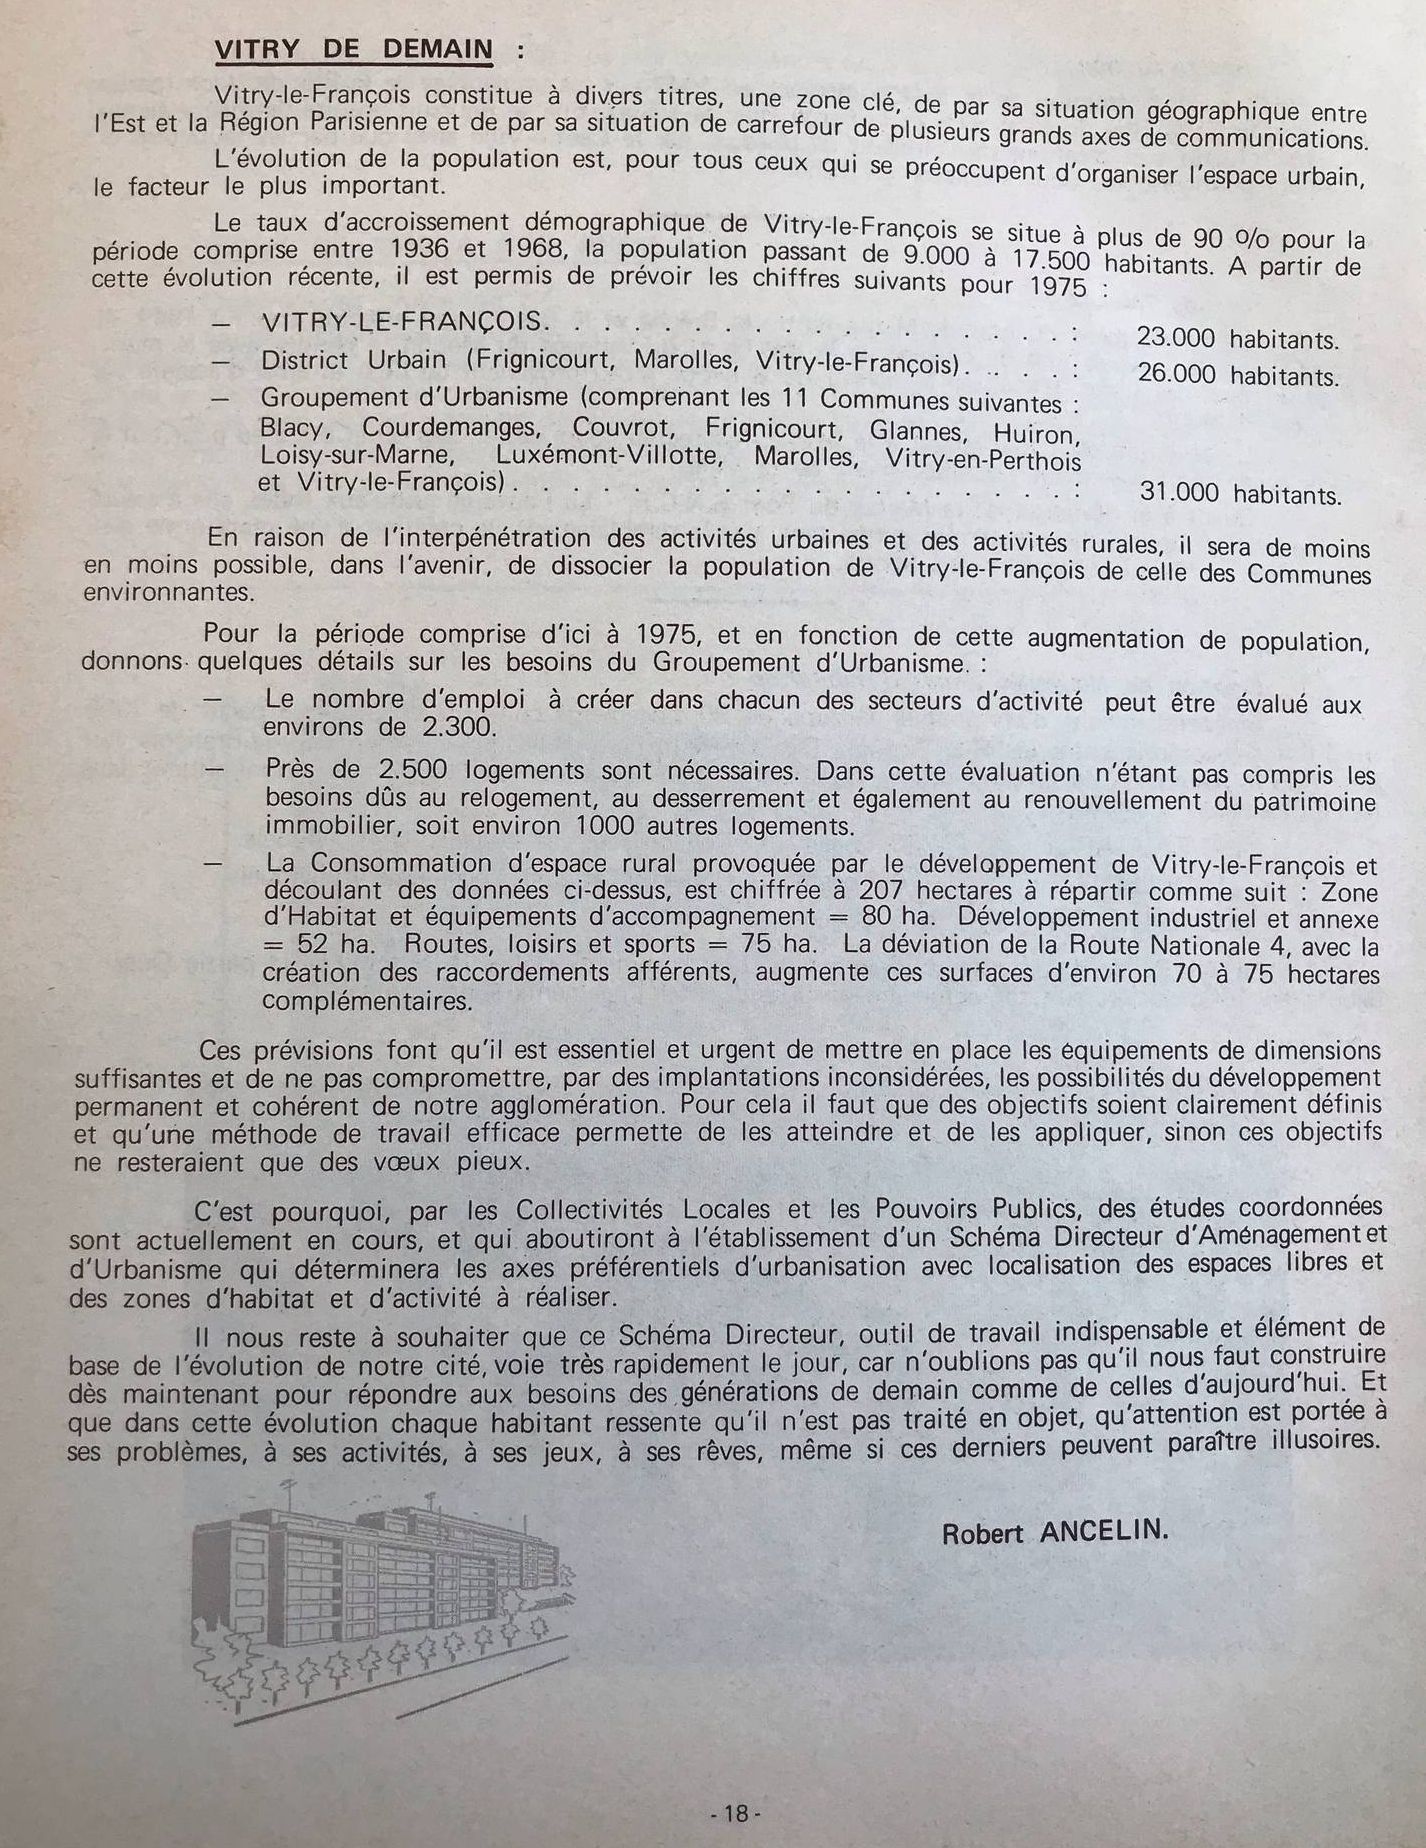 VITRY DE DEMAIN :
Vitry-le-François constitue à divers titres, une zone clé, de par sa situation géographique entre
l'Est et la Région Parisienne et de par sa situation de carrefour de plusieurs grands axes de communications.
L'évolution de la population est, pour tous ceux qui se préoccupent d'organiser l'espace urbain,
le facteur le plus important.
Le taux d'accroissement démographique de Vitry-le-François se situe à plus de 90 o/o pour la
période comprise entre 1936 et 1968, la population passant de 9.000 à 17.500 habitants. A partir de
cette évolution récente, il est permis de prévoir les chiffres suivants pour 1975 :
— VITRY-LE-FRANÇOIS. . . . . . . . . . . . . . . . . . : 23.000 habitants.
— District Urbain (Frignicourt, Marolles, Vitry-le-François). . . . . : 26.000 habitants.
— Groupement d'Urbanisme (comprenant les 11 Communes suivantes :
Blacy, Courdemanges, Couvrot, Frignicourt, Glannes, Huiron,
Loisy-sur-Marne, Luxémont-Villotte, Marolles, Vitry-en-Perthois
et Vitry-le-François) . . . . . . . . . . . . . . . . . . . : 31.000 habitants.
En raison de l'interpénétration des activités urbaines et des activités rurales, il sera de moins
en moins possible, dans l'avenir, de dissocier la population de Vitry-le-François de celle des Communes
environnantes.
Pour la période comprise d'ici à 1975, et en fonction de cette augmentation de population,
donnons quelques détails sur les besoins du Groupement d'Urbanisme. :
— Le nombre d'emploi à créer dans chacun des secteurs d'activité peut être évalué aux
environs de 2.300.
— Près de 2.500 logements sont nécessaires. Dans cette évaluation n'étant pas compris les
besoins dûs au relogement, au desserrement et également au renouvellement du patrimoine
immobilier, soit environ 1000 autres logements.
— La Consommation d'espace rural provoquée par le développement de Vitry-le-François et
découlant des données ci-dessus, est chiffrée à 207 hectares à répartir comme suit : Zone
d'Habitat et équipements d'accompagnement = 80 ha. Développement industriel et annexe
= 52 ha. Routes, loisirs et sports = 75 ha. La déviation de la Route Nationale 4, avec la
création des raccordements afférents, augmente ces surfaces d'environ 70 à 75 hectares
complémentaires.
Ces prévisions font qu'il est essentiel et urgent de mettre en place les équipements de dimensions
suffisantes et de ne pas compromettre, par des implantations inconsidérées, les possibilités du développement
permanent et cohérent de notre agglomération. Pour cela il faut que des objectifs soient clairement définis
et qu'une méthode de travail efficace permette de les atteindre et de les appliquer, sinon ces objectifs
ne resteraient que des vœux pieux.
C'est pourquoi, par les Collectivités Locales et les Pouvoirs Publics, des études coordonnées
sont actuellement en cours, et qui aboutiront à l'établissement d'un Schéma Directeur d'Aménagement et
d'Urbanisme qui déterminera les axes préférentiels d'urbanisation avec localisation des espaces libres et
des zones d'habitat et d'activité à réaliser.
Il nous reste à souhaiter que ce Schéma Directeur, outil de travail indispensable et élément de
base de l'évolution de notre cité, voie très rapidement le jour, car n'oublions pas qu'il nous faut construire
dès maintenant pour répondre aux besoins des générations de demain comme de celles d'aujourd'hui. Et
que dans cette évolution chaque habitant ressente qu'il n'est pas traité en objet, qu'attention est portée à
ses problèmes, à ses activités, à ses jeux, à ses rêves, même si ces derniers peuvent paraître illusoires.
Robert ANCELIN.
- 18 -